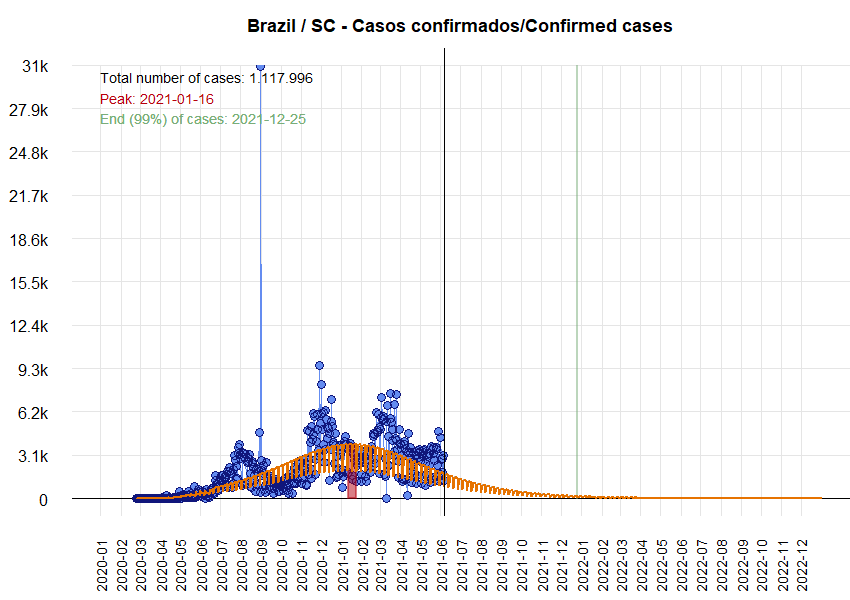 Brazil / SC - Casos confirmados/Confirmed cases
Total number of cases: 1.117.996
Peak: 2021-01-16
End (99%) of cases: 2021-12-25
31k
27.9k
24.8k
21.7k
18.6k
15.5k
12.4k
9.3k
6.2k
3.1k
0
2020-01
2020-02
2020-03
2020-04
2020-05
2020-06
2020-07
2020-08
2020-09
2020-10
2020-11
2020-12
2021-01
2021-02
2021-03
2021-04
2021-05
2021-06
2021-07
2021-08
2021-09
2021-10
2021-11
2021-12
2022-01
2022-02
2022-03
2022-04
2022-05
2022-06
2022-07
2022-08
2022-09
2022-10
2022-11
2022-12